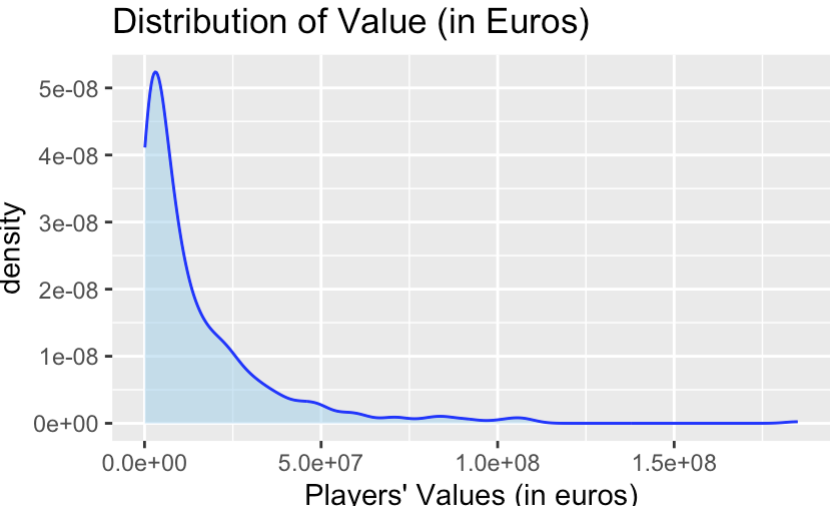 Distribution of Value (in Euros)
5e-08
4e-08
3e-08
2e-08
1e-08
0e+00
density
0.0e+00 5.0e+07 1.0e+08 1.5e+08
Players' Values (in euros)